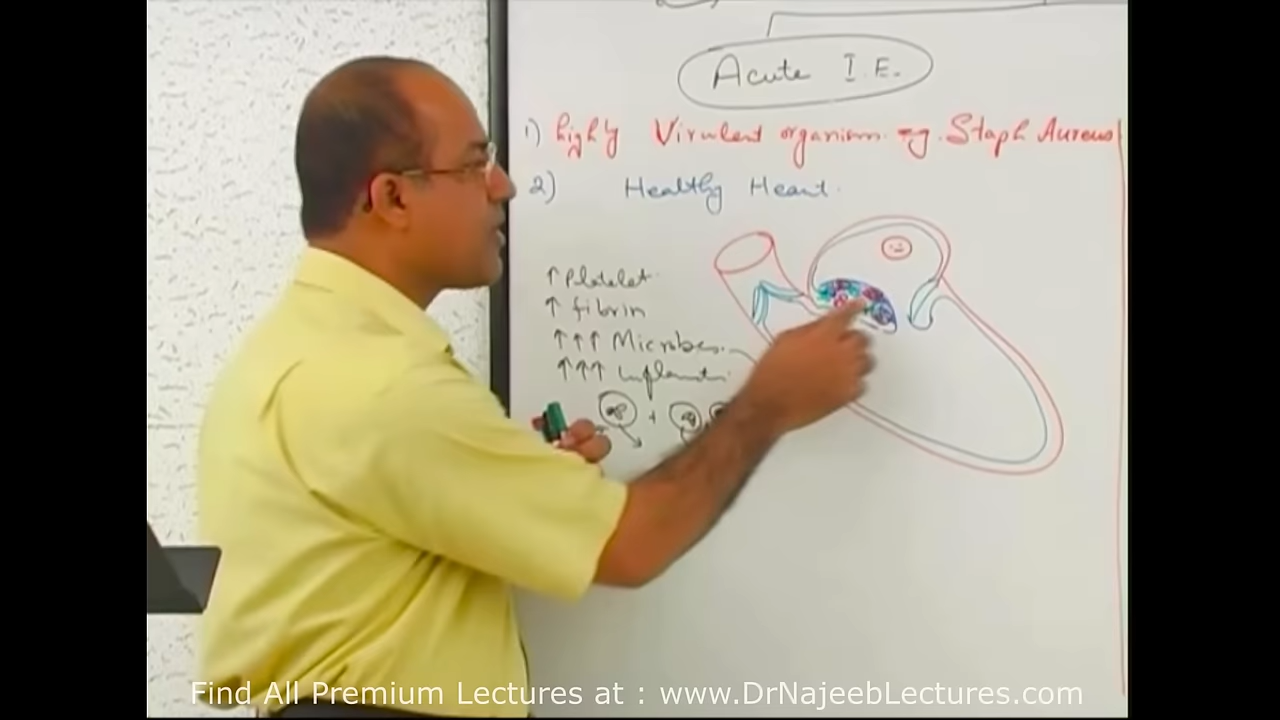 Acute I.E.
1) highly Virulent organism eg. Staph Aureus
2) Healthy Heart.
↑ Platelet
↑ fibrin
↑↑↑ Microbes
↑↑↑
Find All Premium Lectures at : www.DrNajeebLectures.com